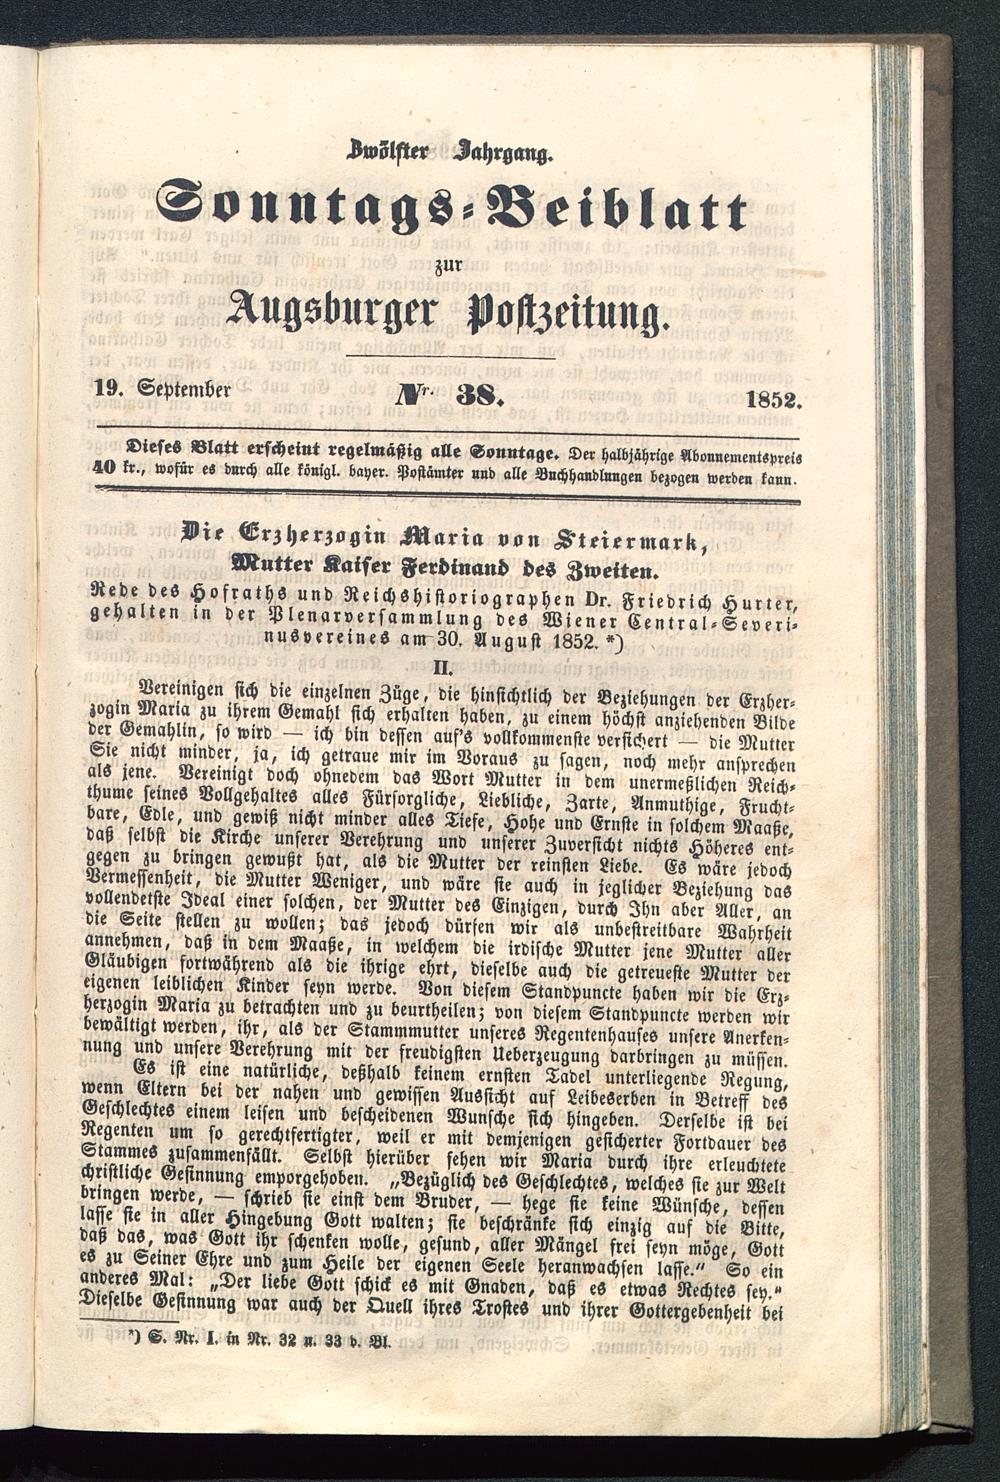 Zwölfter Jahrgang.
Sonntags-Beiblatt
zur
Augsburger Postzeitung.
19. September Nr. 38. 1852.
Dieses Blatt erscheint regelmäßig alle Sonntage. Der halbjährige Abonnementspreis
40 kr., wofür es durch alle königl. bayer. Postämter und alle Buchhandlungen bezogen werden kann.
Die Erzherzogin Maria von Steiermark,
Mutter Kaiser Ferdinand des Zweiten.
Rede des Hofraths und Reichshistoriographen Dr. Friedrich Hurter,
gehalten in der Plenarversammlung des Wiener Central-Severi-
nusvereines am 30. August 1852. *)
II.
Vereinigen sich die einzelnen Züge, die hinsichtlich der Beziehungen der Erzher-
zogin Maria zu ihrem Gemahl sich erhalten haben, zu einem höchst anziehenden Bilde
der Gemahlin, so wird — ich bin dessen auf's vollkommenste versichert — die Mutter
Sie nicht minder, ja, ich getraue mir im Voraus zu sagen, noch mehr ansprechen
als jene. Vereinigt doch ohnedem das Wort Mutter in dem unermeßlichen Reich-
thume seines Vollgehaltes alles Fürsorgliche, Liebliche, Zarte, Anmuthige, Frucht-
bare, Edle, und gewiß nicht minder alles Tiefe, Hohe und Ernste in solchem Maaße,
daß selbst die Kirche unserer Verehrung und unserer Zuversicht nichts Höheres ent-
gegen zu bringen gewußt hat, als die Mutter der reinsten Liebe. Es wäre jedoch
Vermessenheit, die Mutter Weniger, und wäre sie auch in jeglicher Beziehung das
vollendetste Ideal einer solchen, der Mutter des Einzigen, durch Ihn aber Aller, an
die Seite stellen zu wollen; das jedoch dürfen wir als unbestreitbare Wahrheit
annehmen, daß in dem Maaße, in welchem die irdische Mutter jene Mutter aller
Gläubigen fortwährend als die ihrige ehrt, dieselbe auch die getreueste Mutter der
eigenen leiblichen Kinder seyn werde. Von diesem Standpuncte haben wir die Erz-
herzogin Maria zu betrachten und zu beurtheilen; von diesem Standpuncte werden wir
bewältigt werden, ihr, als der Stammmutter unseres Regentenhauses unsere Anerken-
nung und unsere Verehrung mit der freudigsten Ueberzeugung darbringen zu müssen.
Es ist eine natürliche, deßhalb keinem ernsten Tadel unterliegende Regung,
wenn Eltern bei der nahen und gewissen Aussicht auf Leibeserben in Betreff des
Geschlechtes einem leisen und bescheidenen Wunsche sich hingeben. Derselbe ist bei
Regenten um so gerechtfertigter, weil er mit demjenigen gesicherter Fortdauer des
Stammes zusammenfällt. Selbst hierüber sehen wir Maria durch ihre erleuchtete
christliche Gesinnung emporgehoben. „Bezüglich des Geschlechtes, welches sie zur Welt
bringen werde, — schrieb sie einst dem Bruder, — hege sie keine Wünsche, dessen
lasse sie in aller Hingebung Gott walten; sie beschränke sich einzig auf die Bitte,
daß das, was Gott ihr schenken wolle, gesund, aller Mängel frei seyn möge, Gott
es zu Seiner Ehre und zum Heile der eigenen Seele heranwachsen lasse.“ So ein
anderes Mal: „Der liebe Gott schick es mit Gnaden, daß es etwas Rechtes sey.“
Dieselbe Gesinnung war auch der Quell ihres Trostes und ihrer Gottergebenheit bei
*) S. Nr. I. in Nr. 32 u. 33 d. Bl.